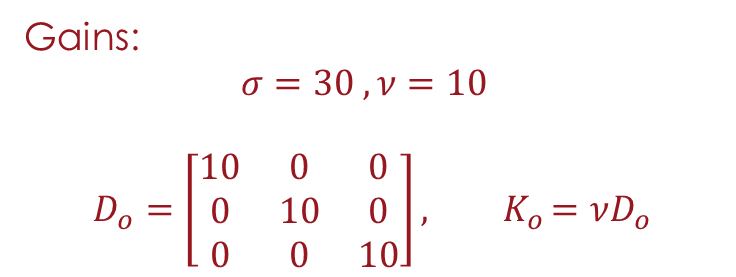 Gains:
σ = 30 , ν = 10
D_o = [10 0 0
0 10 0
0 0 10], K_o = νD_o